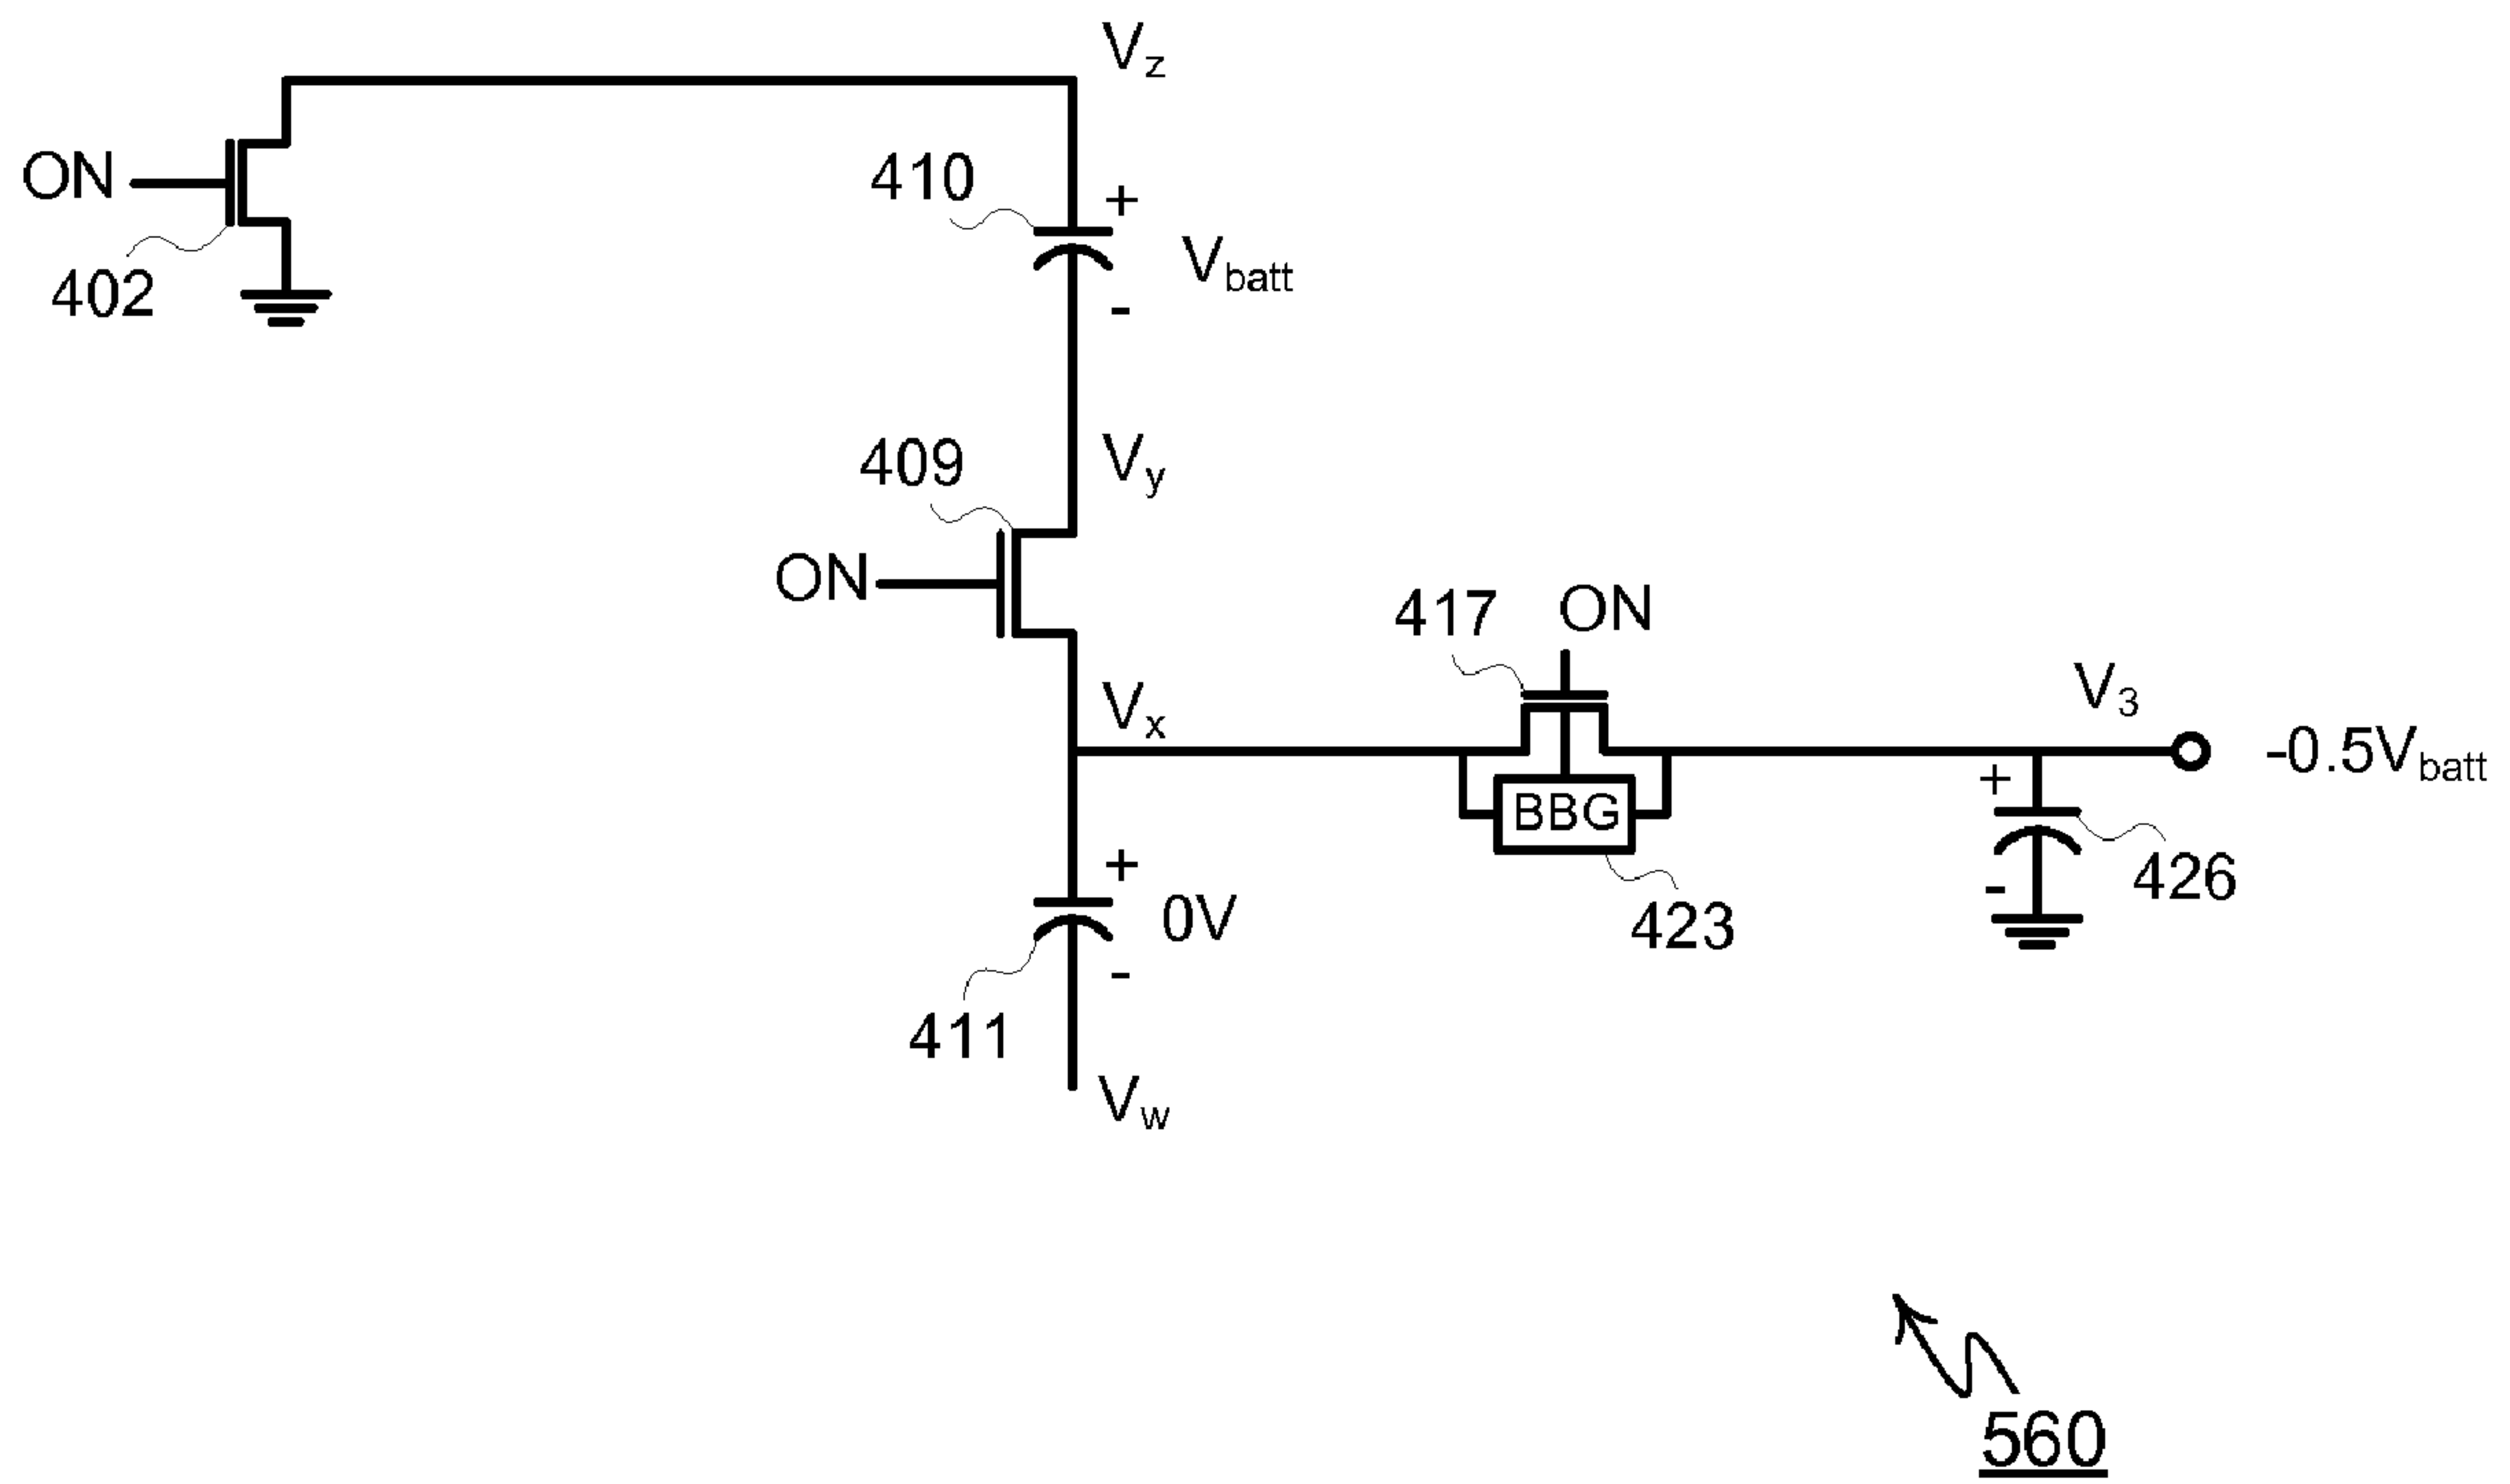 Vz
ON
402
410
+
Vbatt
-
409
Vy
ON
417
ON
Vx
V3
-0.5Vbatt
+
BBG
426
-
423
+
0V
-
411
Vw
560